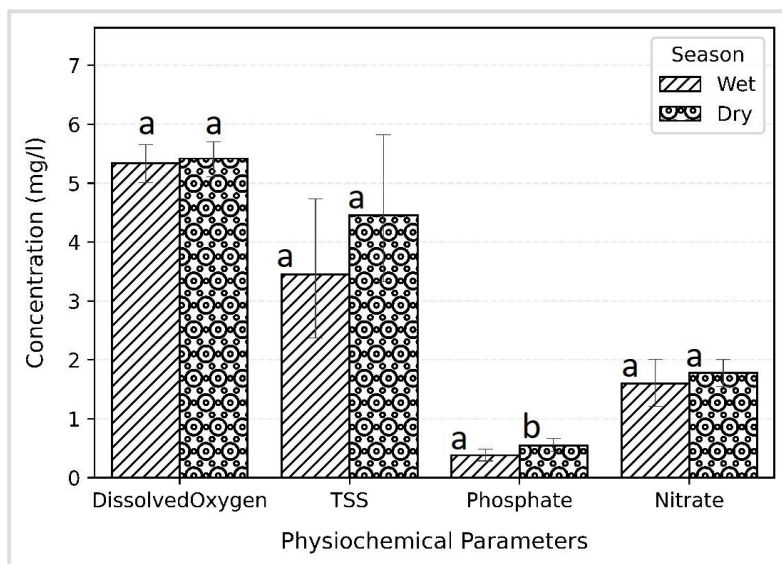 7
6
5
4
3
2
1
0
Concentration (mg/l)
Season
Wet
Dry
a a
a a
a b
a a
DissolvedOxygen TSS Phosphate Nitrate
Physiochemical Parameters